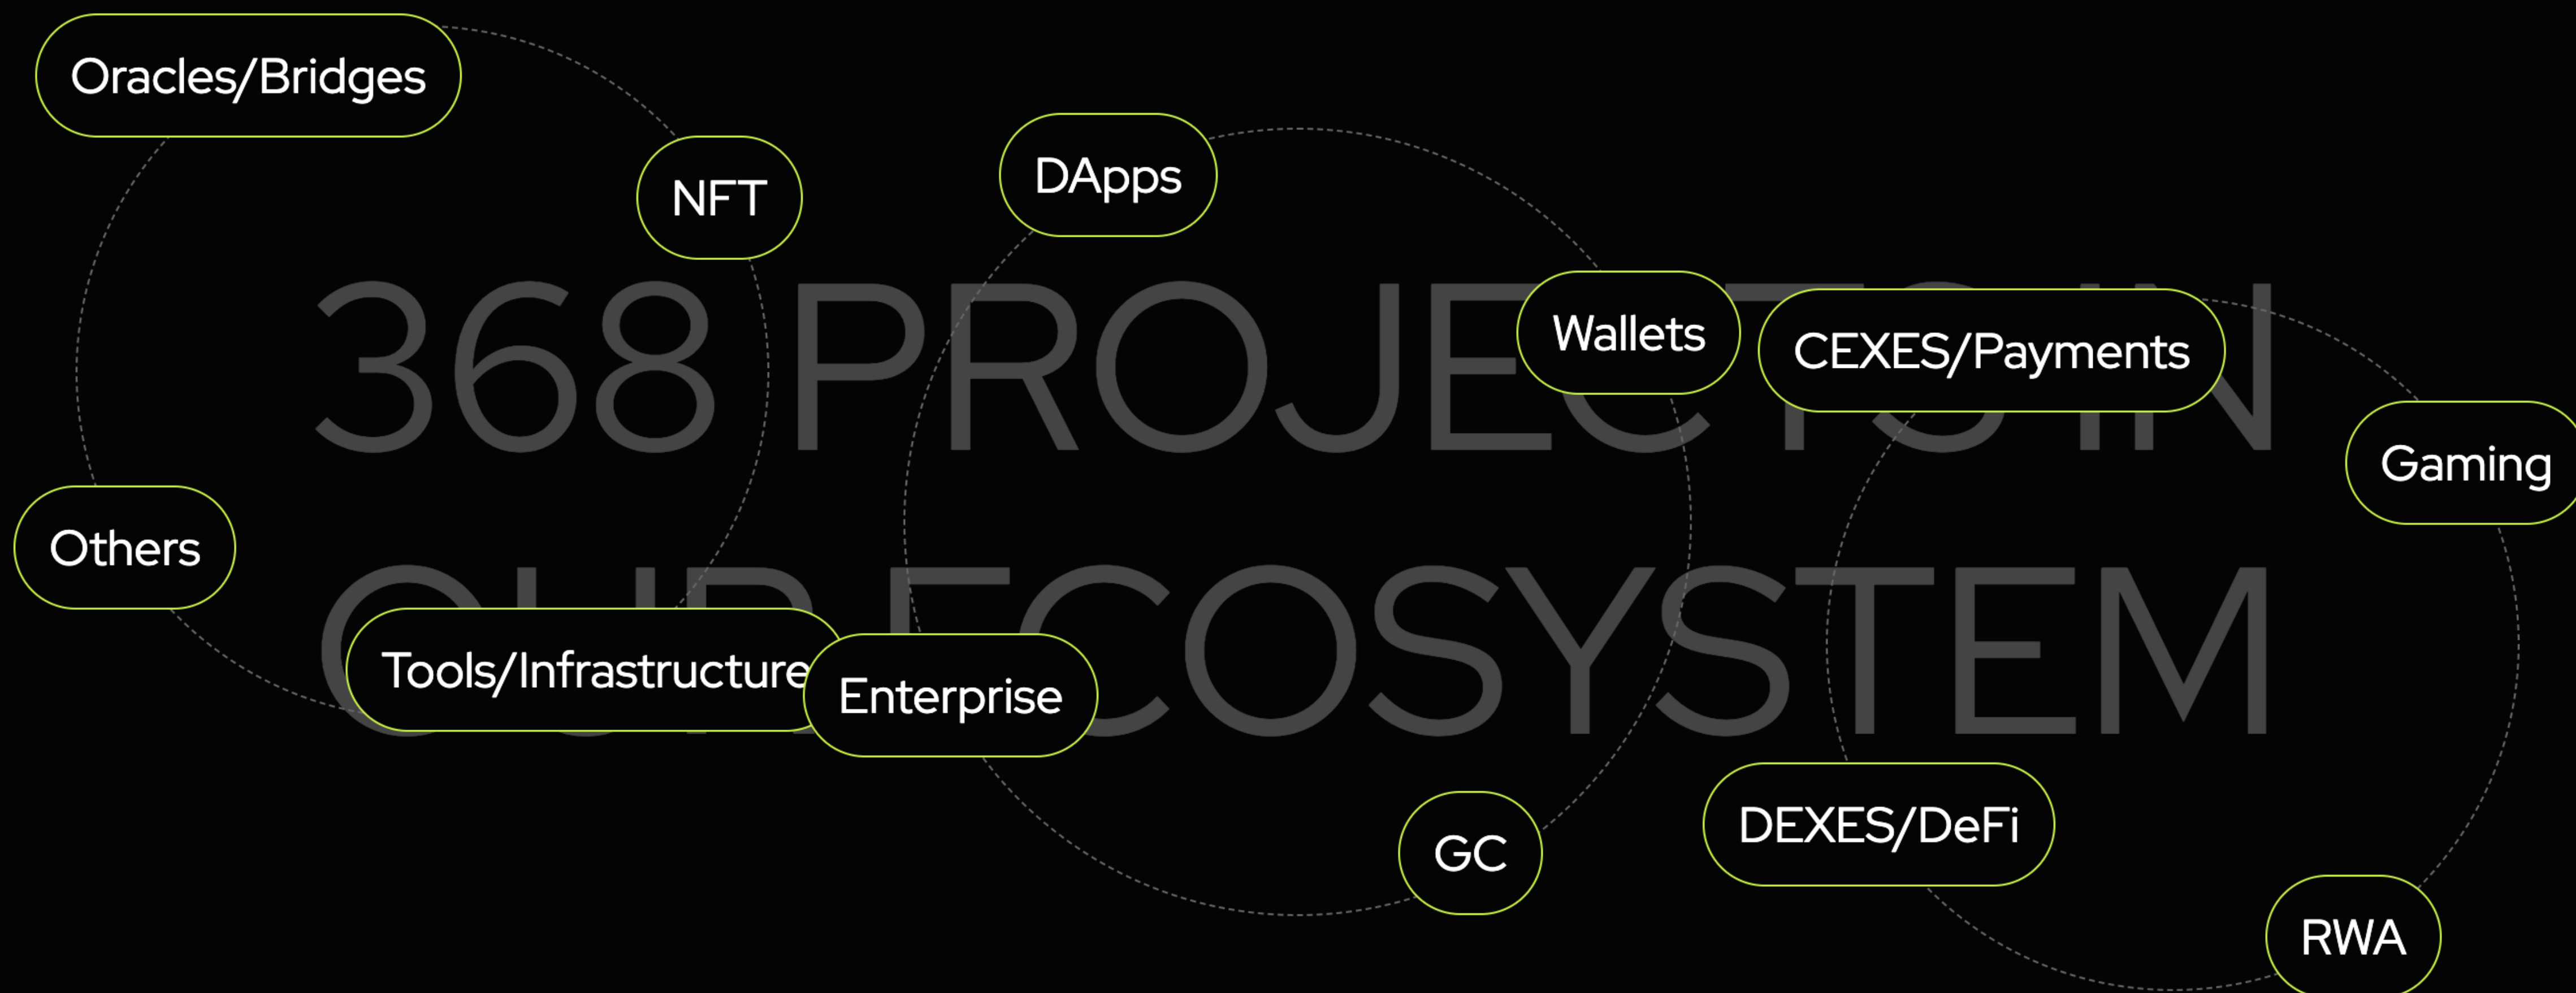 Oracles/Bridges
NFT
DApps
Wallets
CEXES/Payments
Gaming
368 PROJECTS IN
OUR ECOSYSTEM
Others
Tools/Infrastructure
Enterprise
GC
DEXES/DeFi
RWA